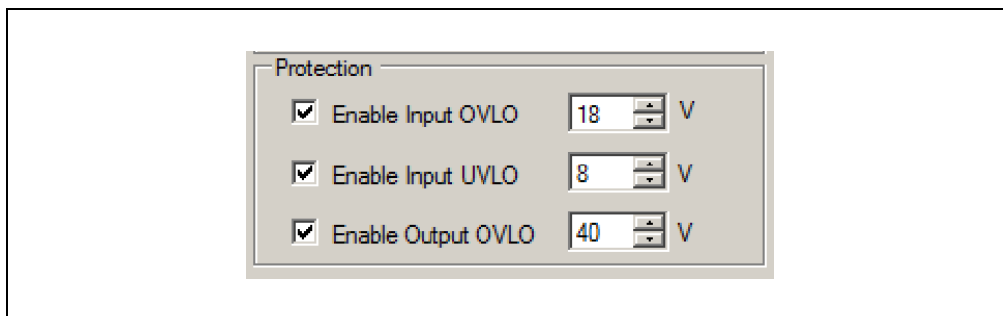 Protection
Enable Input OVLO 18 V
Enable Input UVLO 8 V
Enable Output OVLO 40 V